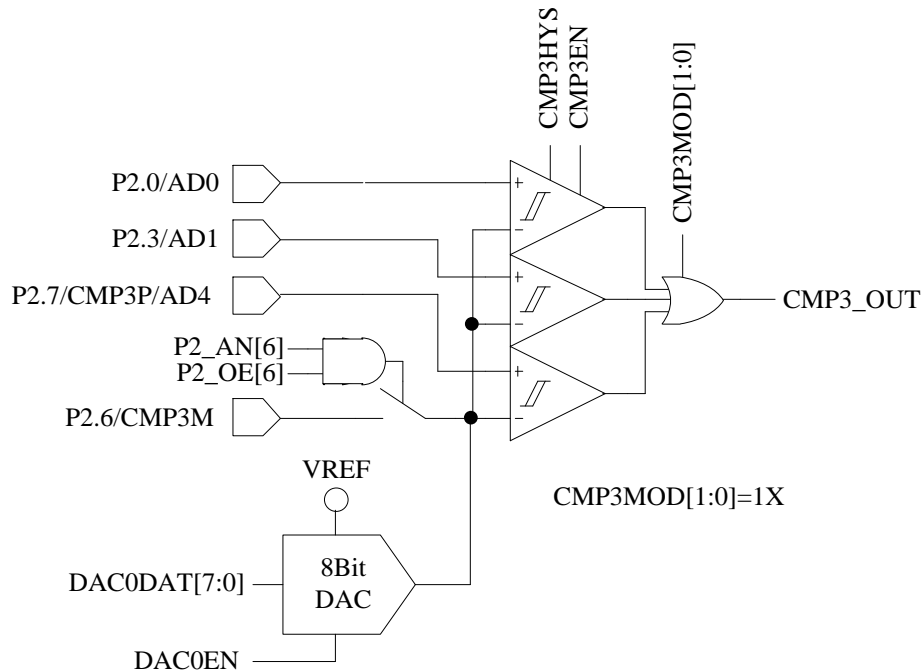 CMP3HYS
CMP3EN
CMP3MOD[1:0]
P2.0/AD0
+
-
P2.3/AD1
+
-
P2.7/CMP3P/AD4
CMP3_OUT
P2_AN[6]
P2_OE[6]
+
-
P2.6/CMP3M
VREF
CMP3MOD[1:0]=1X
8Bit
DAC
DAC0DAT[7:0]
DAC0EN